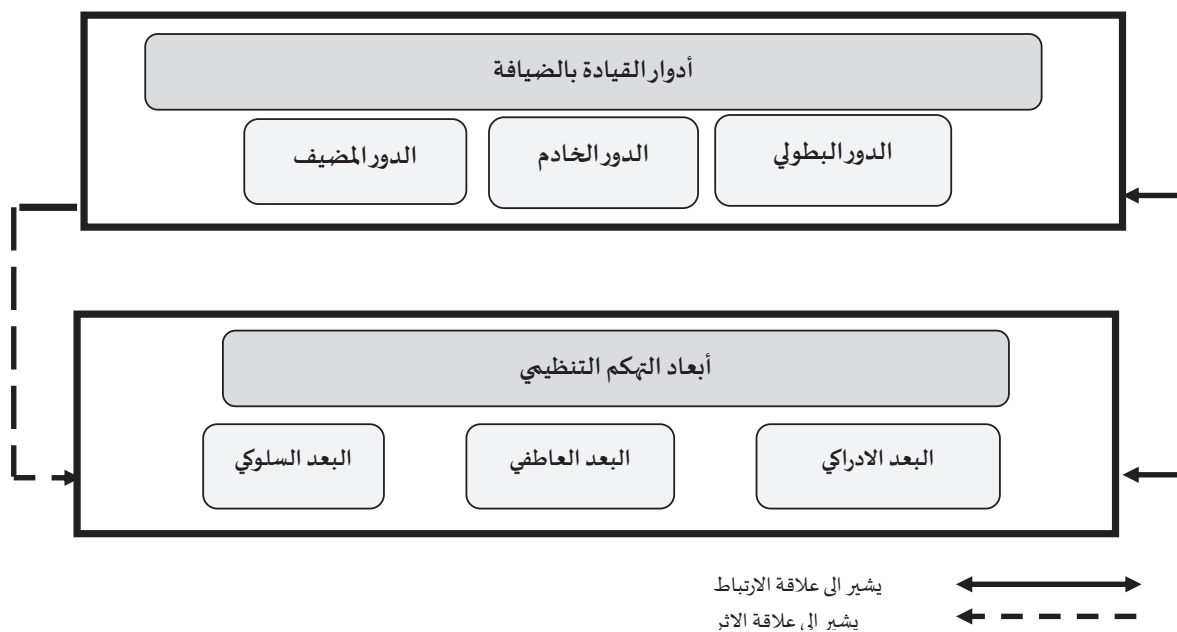 أدوار القيادة بالضيافة
الدور البطولي
الدور الخادم
الدور المضيف
أبعاد التهكم التنظيمي
البعد الادراكي
البعد العاطفي
البعد السلوكي
يشير الى علاقة الارتباط
يشير الى علاقة الاثر